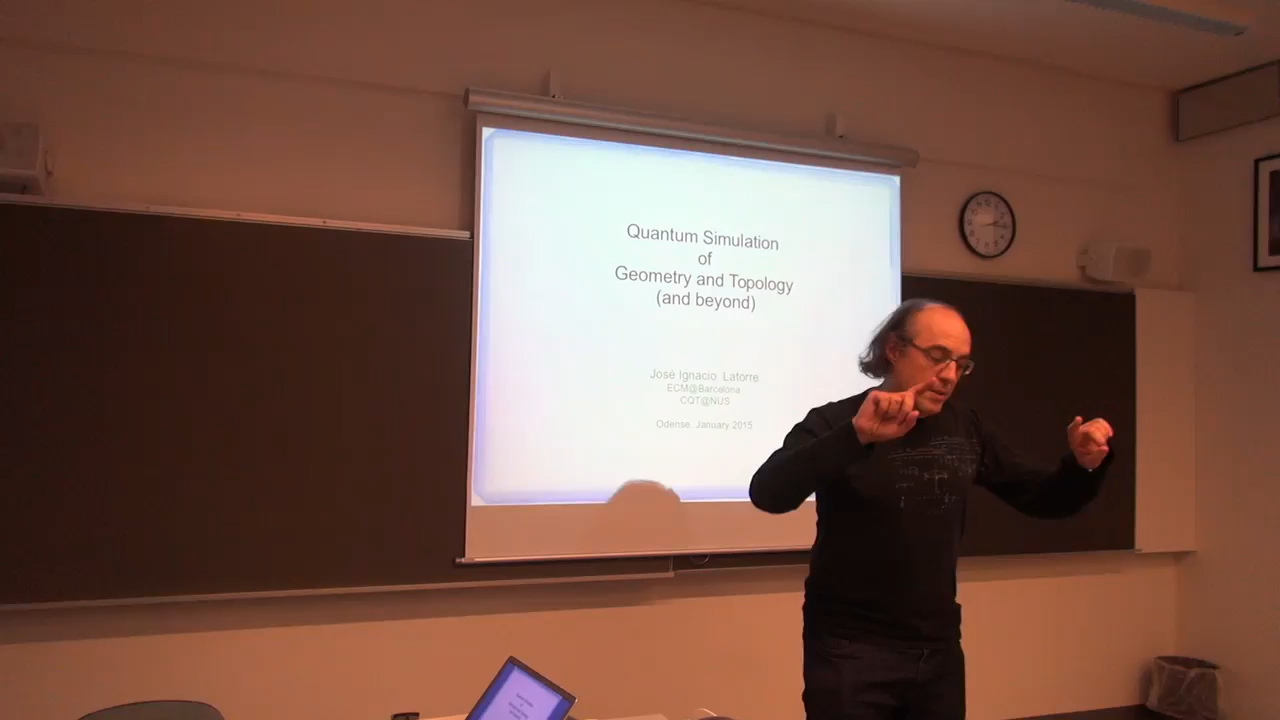 Quantum Simulation
of
Geometry and Topology
(and beyond)
José Ignacio Latorre
ECM@Barcelona
CQT@NUS
Odense. January 2015